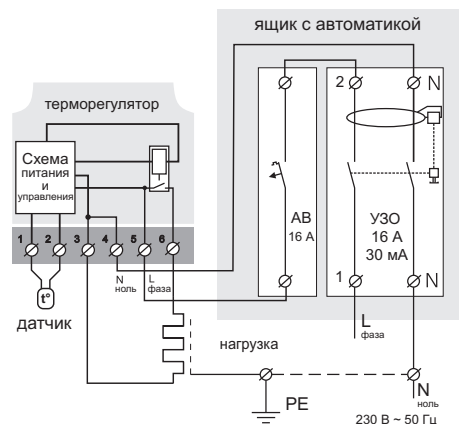 ящик с автоматикой
терморегулятор
2
N
Схема
питания
и
управления
АВ
16 А
УЗО
16 А
30 мА
1
2
3
4
5
6
1
N
N
ноль
L
фаза
t°
датчик
L
фаза
нагрузка
PE
N
ноль
230 В ~ 50 Гц